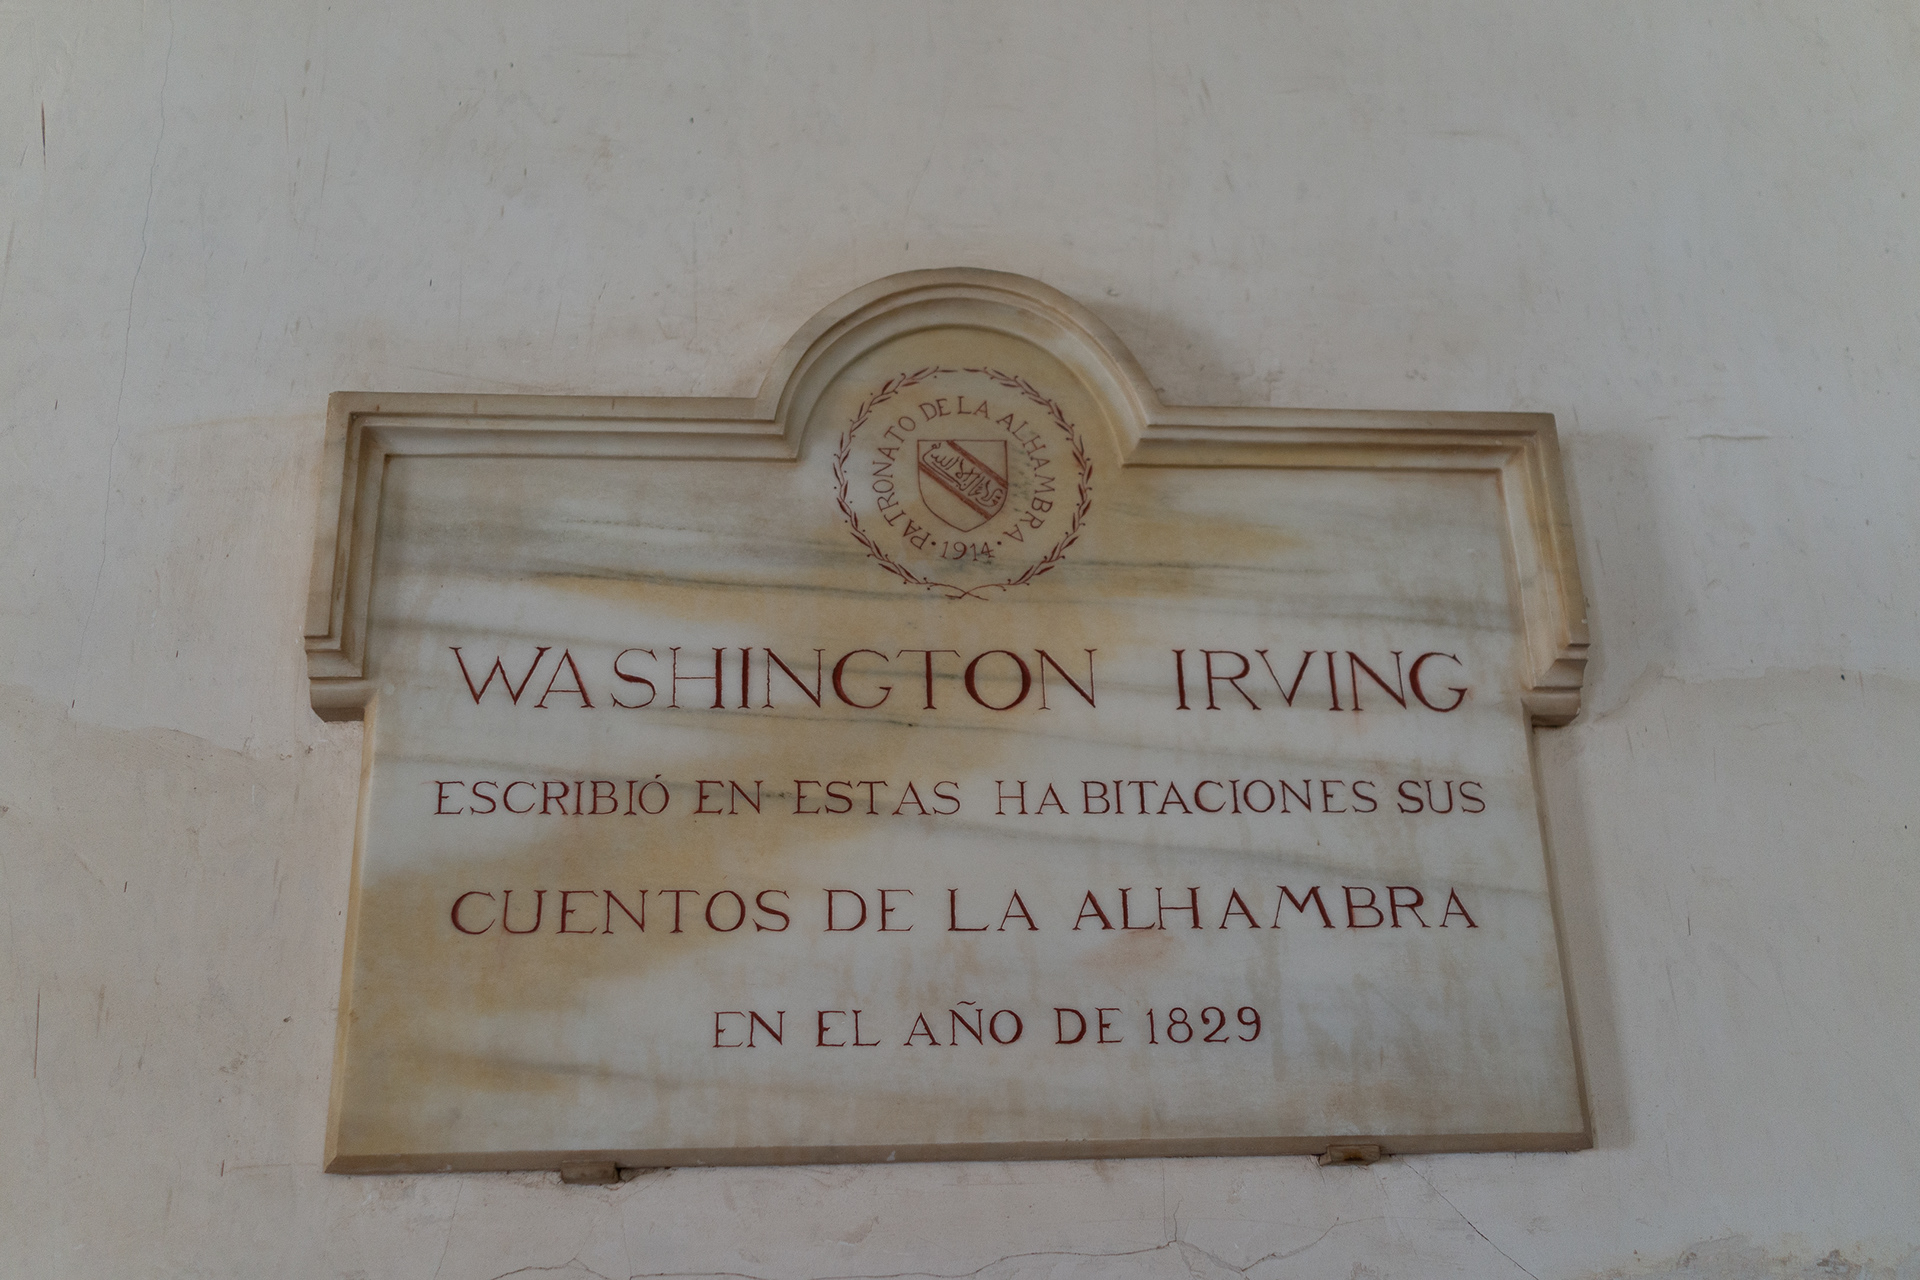 PATRONATO DE LA ALHAMBRA
· 1914 ·
WASHINGTON IRVING
ESCRIBIÓ EN ESTAS HABITACIONES SUS
CUENTOS DE LA ALHAMBRA
EN EL AÑO DE 1829